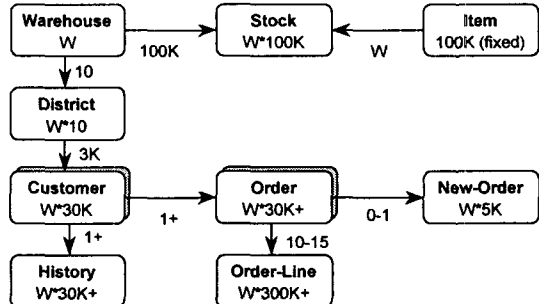 Warehouse
W
100K
Stock
W*100K
W
Item
100K (fixed)
10
District
W*10
3K
Customer
W*30K
1+
Order
W*30K+
0-1
New-Order
W*5K
1+
10-15
History
W*30K+
Order-Line
W*300K+